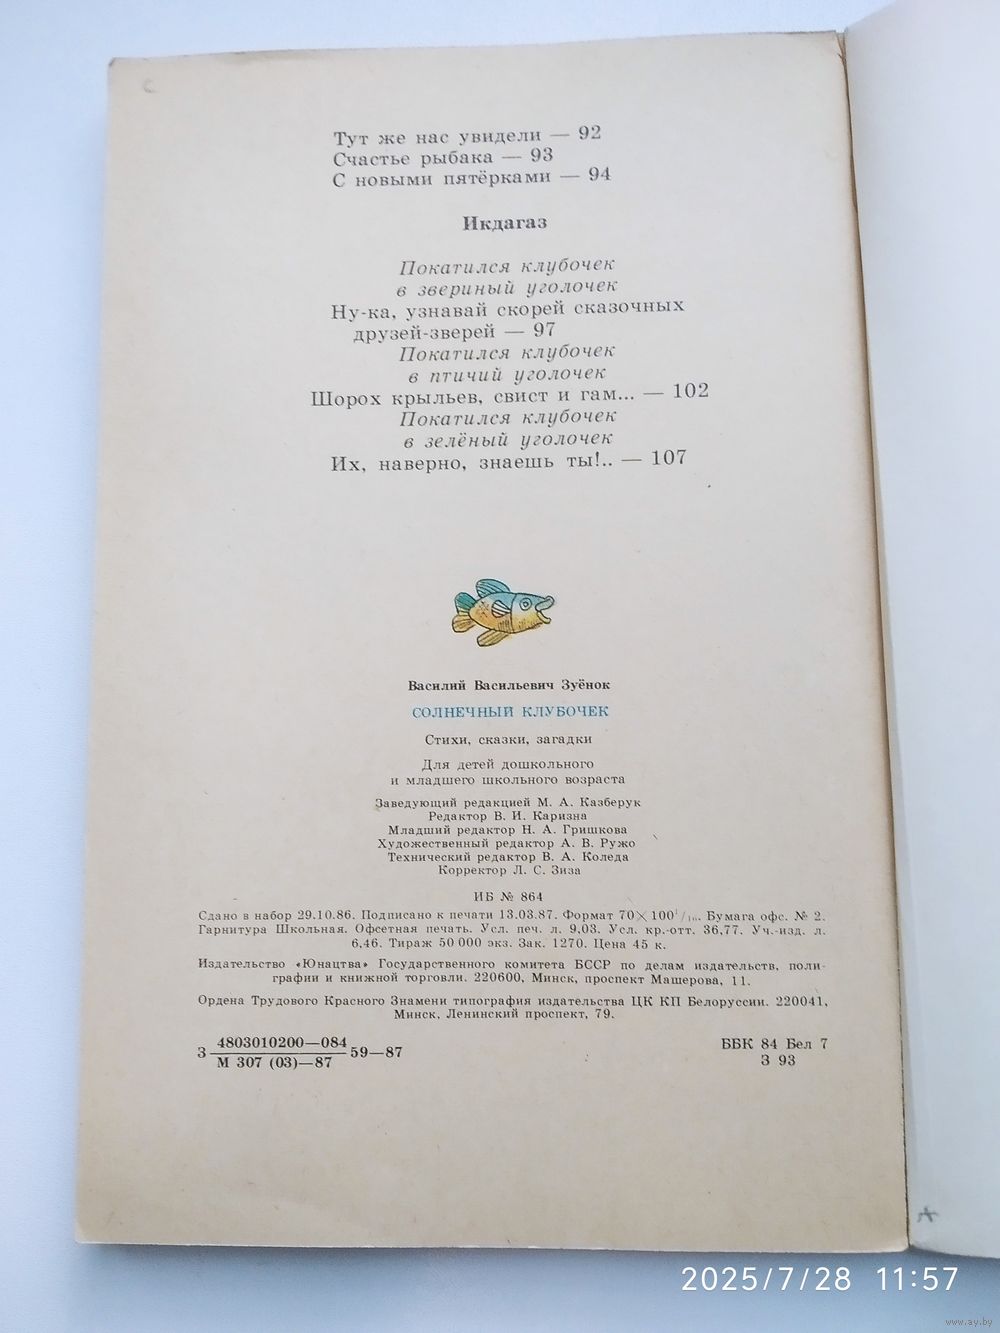 Тут же нас увидели — 92
Счастье рыбака — 93
С новыми пятёрками — 94
Икдагаз
Покатился клубочек
в звериный уголочек
Ну-ка, узнавай скорей сказочных
друзей-зверей — 97
Покатился клубочек
в птичий уголочек
Шорох крыльев, свист и гам... — 102
Покатился клубочек
в зелёный уголочек
Их, наверно, знаешь ты!.. — 107
Василий Васильевич Зуёнок
СОЛНЕЧНЫЙ КЛУБОЧЕК
Стихи, сказки, загадки
Для детей дошкольного
и младшего школьного возраста
Заведующий редакцией М. А. Казберук
Редактор В. И. Каризна
Младший редактор Н. А. Гришкова
Художественный редактор А. В. Ружо
Технический редактор В. А. Коледа
Корректор Л. С. Зиза
ИБ № 864
Сдано в набор 29.10.86. Подписано к печати 13.03.87. Формат 70×100¹/₁₆. Бумага офс. № 2.
Гарнитура Школьная. Офсетная печать. Усл. печ. л. 9,03. Усл. кр.-отт. 36,77. Уч.-изд. л.
6,46. Тираж 50 000 экз. Зак. 1270. Цена 45 к.
Издательство «Юнацтва» Государственного комитета БССР по делам издательств, поли-
графии и книжной торговли. 220600, Минск, проспект Машерова, 11.
Ордена Трудового Красного Знамени типография издательства ЦК КП Белоруссии. 220041,
Минск, Ленинский проспект, 79.
З 4803010200—084 59—87
М 307 (03)—87
ББК 84 Бел 7
З 93
2025/7/28 11:57
www.ay.by